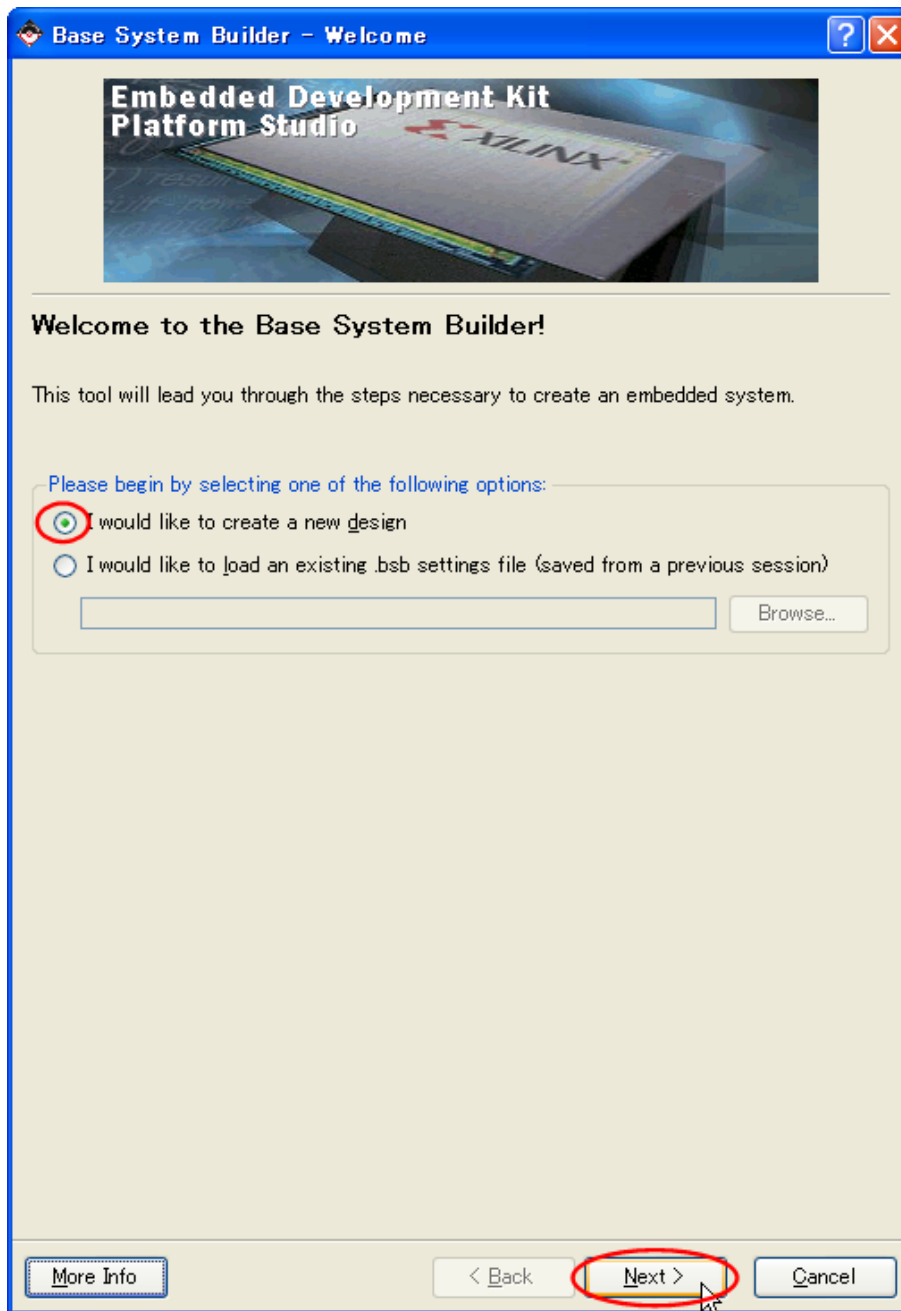 Base System Builder - Welcome
Embedded Development Kit
Platform Studio
XILINX
Welcome to the Base System Builder!
This tool will lead you through the steps necessary to create an embedded system.
Please begin by selecting one of the following options:
I would like to create a new design
I would like to load an existing .bsb settings file (saved from a previous session)
Browse...
More Info
< Back
Next >
Cancel